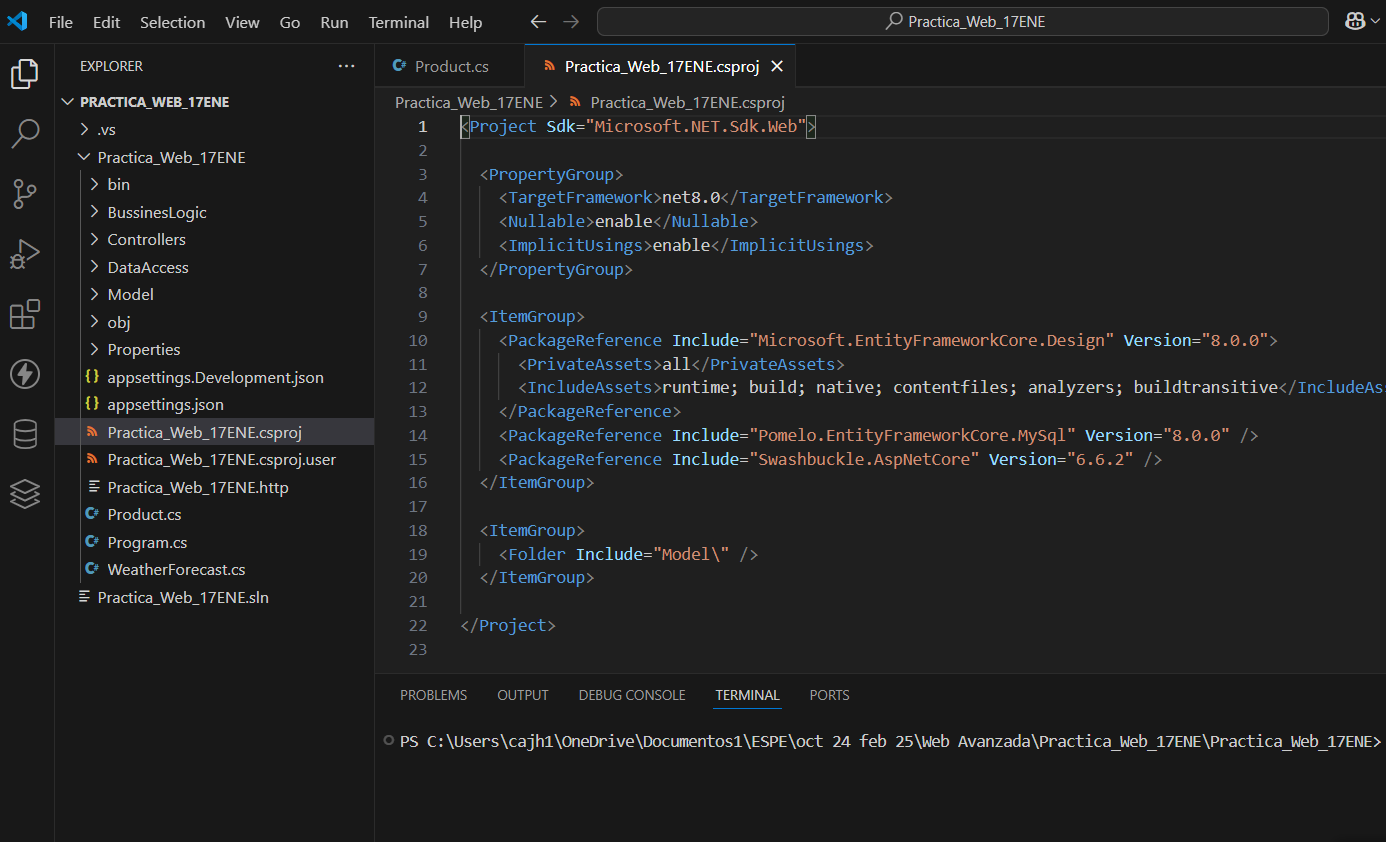 File Edit Selection View Go Run Terminal Help
Practica_Web_17ENE
EXPLORER
PRACTICA_WEB_17ENE
.vs
Practica_Web_17ENE
bin
BussinesLogic
Controllers
DataAccess
Model
obj
Properties
{} appsettings.Development.json
{} appsettings.json
Practica_Web_17ENE.csproj
Practica_Web_17ENE.csproj.user
Practica_Web_17ENE.http
C# Product.cs
C# Program.cs
C# WeatherForecast.cs
Practica_Web_17ENE.sln
C# Product.cs
Practica_Web_17ENE.csproj
Practica_Web_17ENE > Practica_Web_17ENE.csproj
1 <Project Sdk="Microsoft.NET.Sdk.Web">
2
3 <PropertyGroup>
4 <TargetFramework>net8.0</TargetFramework>
5 <Nullable>enable</Nullable>
6 <ImplicitUsings>enable</ImplicitUsings>
7 </PropertyGroup>
8
9 <ItemGroup>
10 <PackageReference Include="Microsoft.EntityFrameworkCore.Design" Version="8.0.0">
11 <PrivateAssets>all</PrivateAssets>
12 <IncludeAssets>runtime; build; native; contentfiles; analyzers; buildtransitive</IncludeAs
13 </PackageReference>
14 <PackageReference Include="Pomelo.EntityFrameworkCore.MySql" Version="8.0.0" />
15 <PackageReference Include="Swashbuckle.AspNetCore" Version="6.6.2" />
16 </ItemGroup>
17
18 <ItemGroup>
19 <Folder Include="Model\" />
20 </ItemGroup>
21
22 </Project>
23
PROBLEMS OUTPUT DEBUG CONSOLE TERMINAL PORTS
PS C:\Users\cajh1\OneDrive\Documentos1\ESPE\oct 24 feb 25\Web Avanzada\Practica_Web_17ENE\Practica_Web_17ENE>